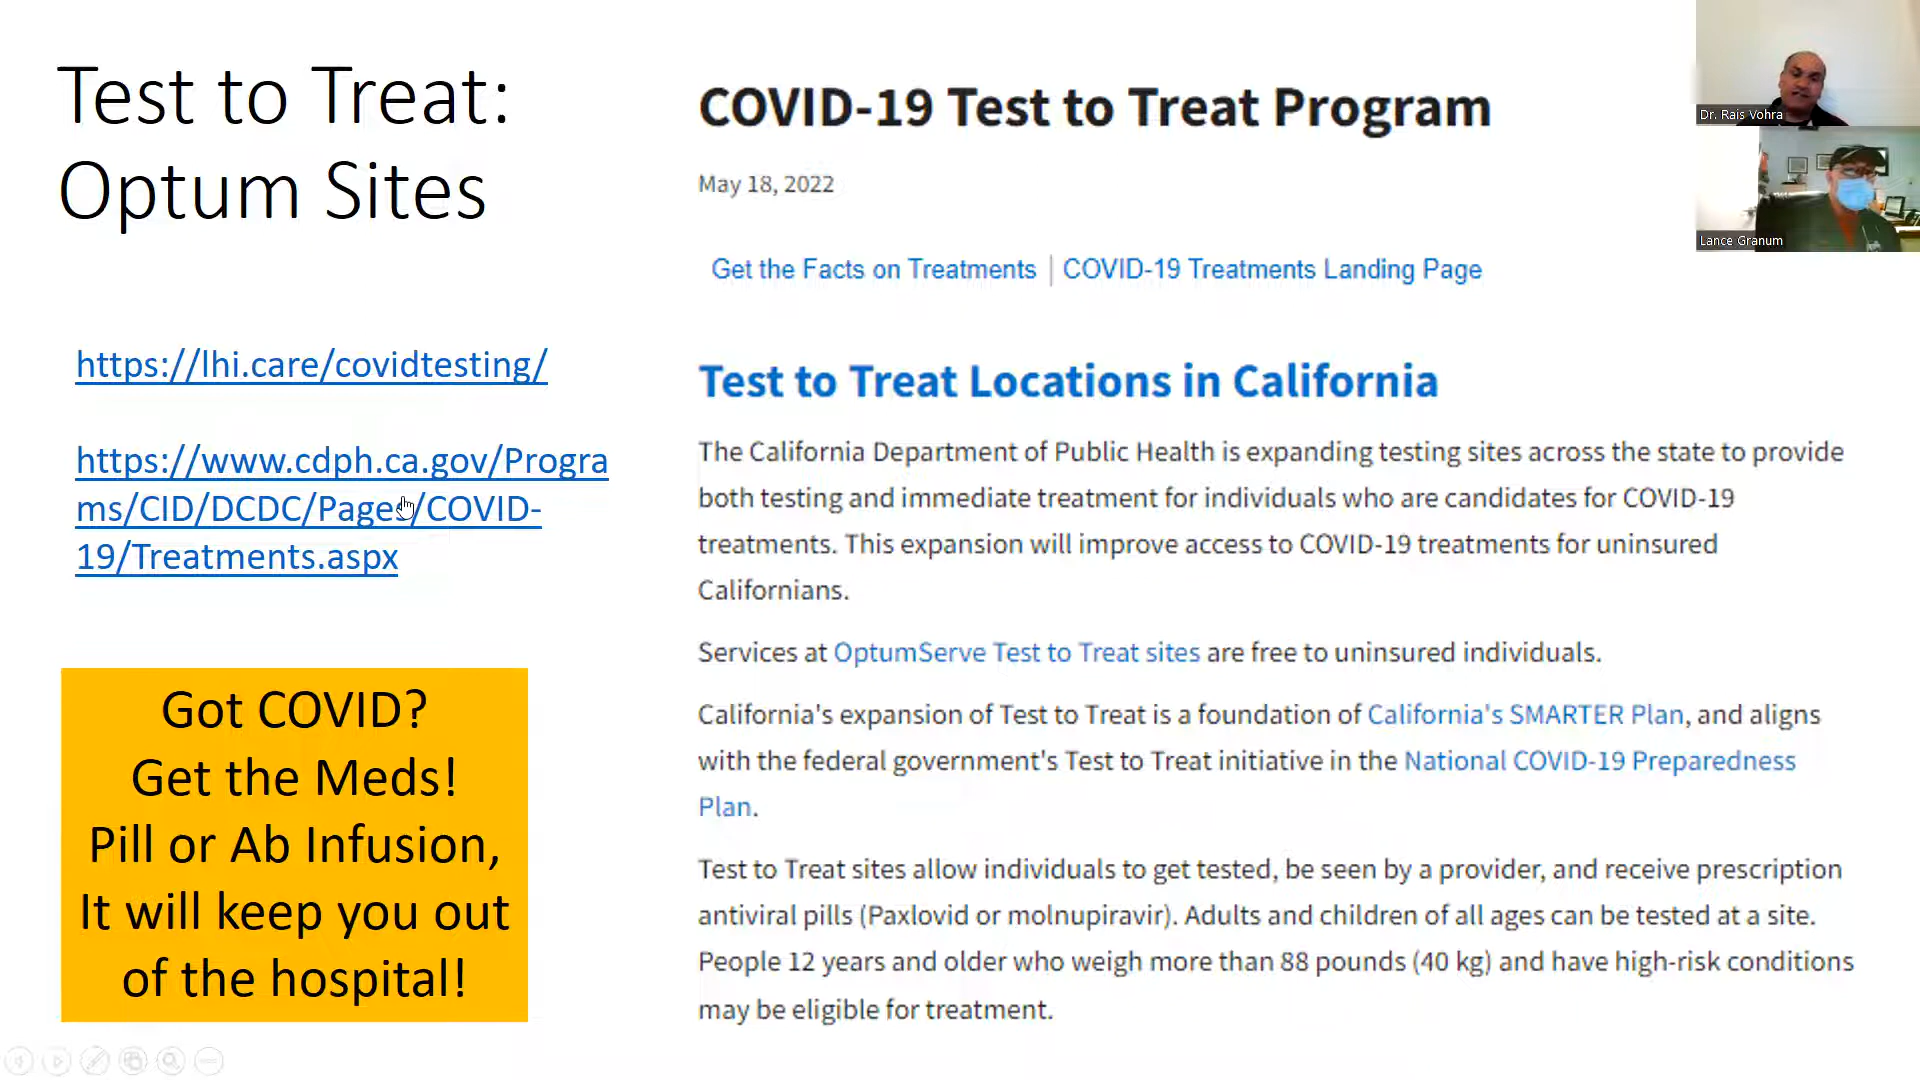 Test to Treat:
Optum Sites
https://lhi.care/covidtesting/
https://www.cdph.ca.gov/Progra
ms/CID/DCDC/Pages/COVID-
19/Treatments.aspx
Got COVID?
Get the Meds!
Pill or Ab Infusion,
It will keep you out
of the hospital!
COVID-19 Test to Treat Program
May 18, 2022
Get the Facts on Treatments | COVID-19 Treatments Landing Page
Test to Treat Locations in California
The California Department of Public Health is expanding testing sites across the state to provide
both testing and immediate treatment for individuals who are candidates for COVID-19
treatments. This expansion will improve access to COVID-19 treatments for uninsured
Californians.
Services at OptumServe Test to Treat sites are free to uninsured individuals.
California's expansion of Test to Treat is a foundation of California's SMARTER Plan, and aligns
with the federal government's Test to Treat initiative in the National COVID-19 Preparedness
Plan.
Test to Treat sites allow individuals to get tested, be seen by a provider, and receive prescription
antiviral pills (Paxlovid or molnupiravir). Adults and children of all ages can be tested at a site.
People 12 years and older who weigh more than 88 pounds (40 kg) and have high-risk conditions
may be eligible for treatment.
Dr. Rais Vohra
Lance Granum